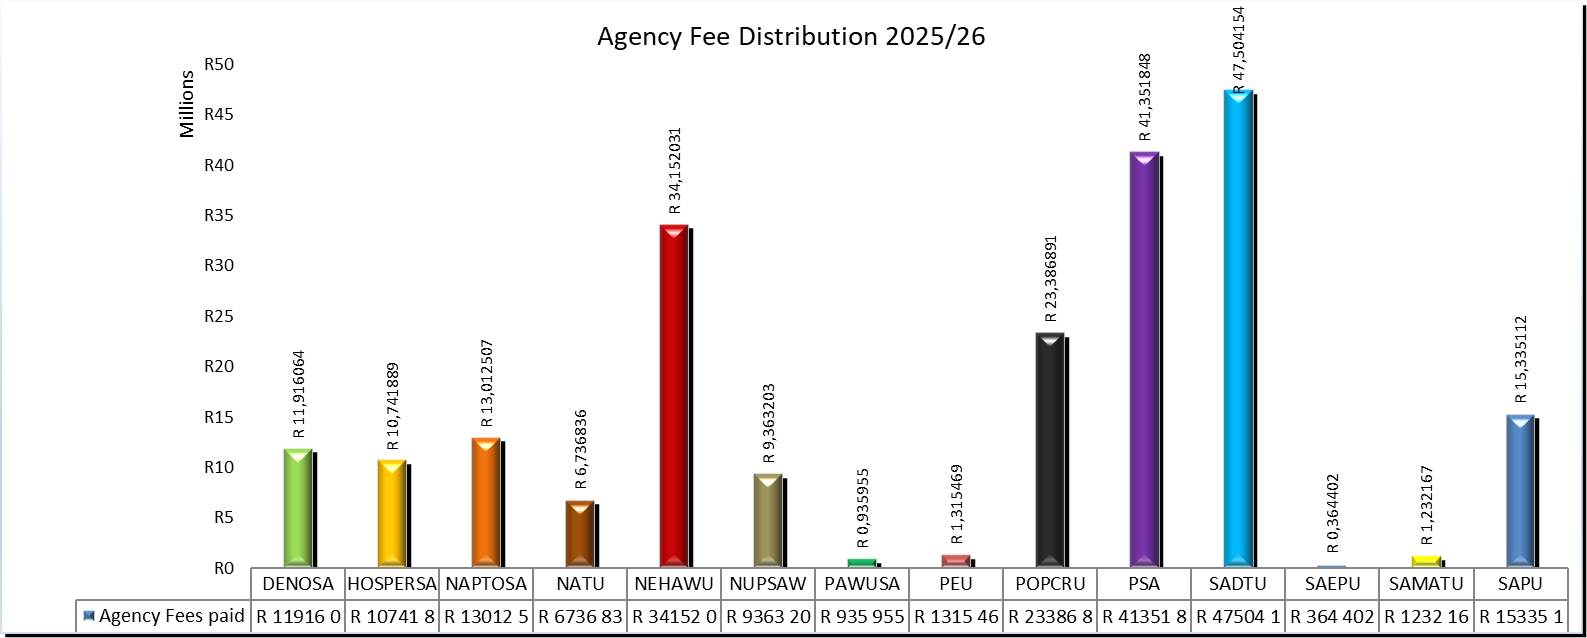 Agency Fee Distribution 2025/26
Millions
R50
R45
R40
R35
R30
R25
R20
R15
R10
R5
R0
R 11,916064
R 10,741889
R 13,012507
R 6,736836
R 34,152031
R 9,363203
R 0,935955
R 1,315469
R 23,386891
R 41,351848
R 47,504154
R 0,364402
R 1,232167
R 15,335112
DENOSA HOSPERSA NAPTOSA NATU NEHAWU NUPSAW PAWUSA PEU POPCRU PSA SADTU SAEPU SAMATU SAPU
Agency Fees paid R 11916 0 R 10741 8 R 13012 5 R 6736 83 R 34152 0 R 9363 20 R 935 955 R 1315 46 R 23386 8 R 41351 8 R 47504 1 R 364 402 R 1232 16 R 15335 1